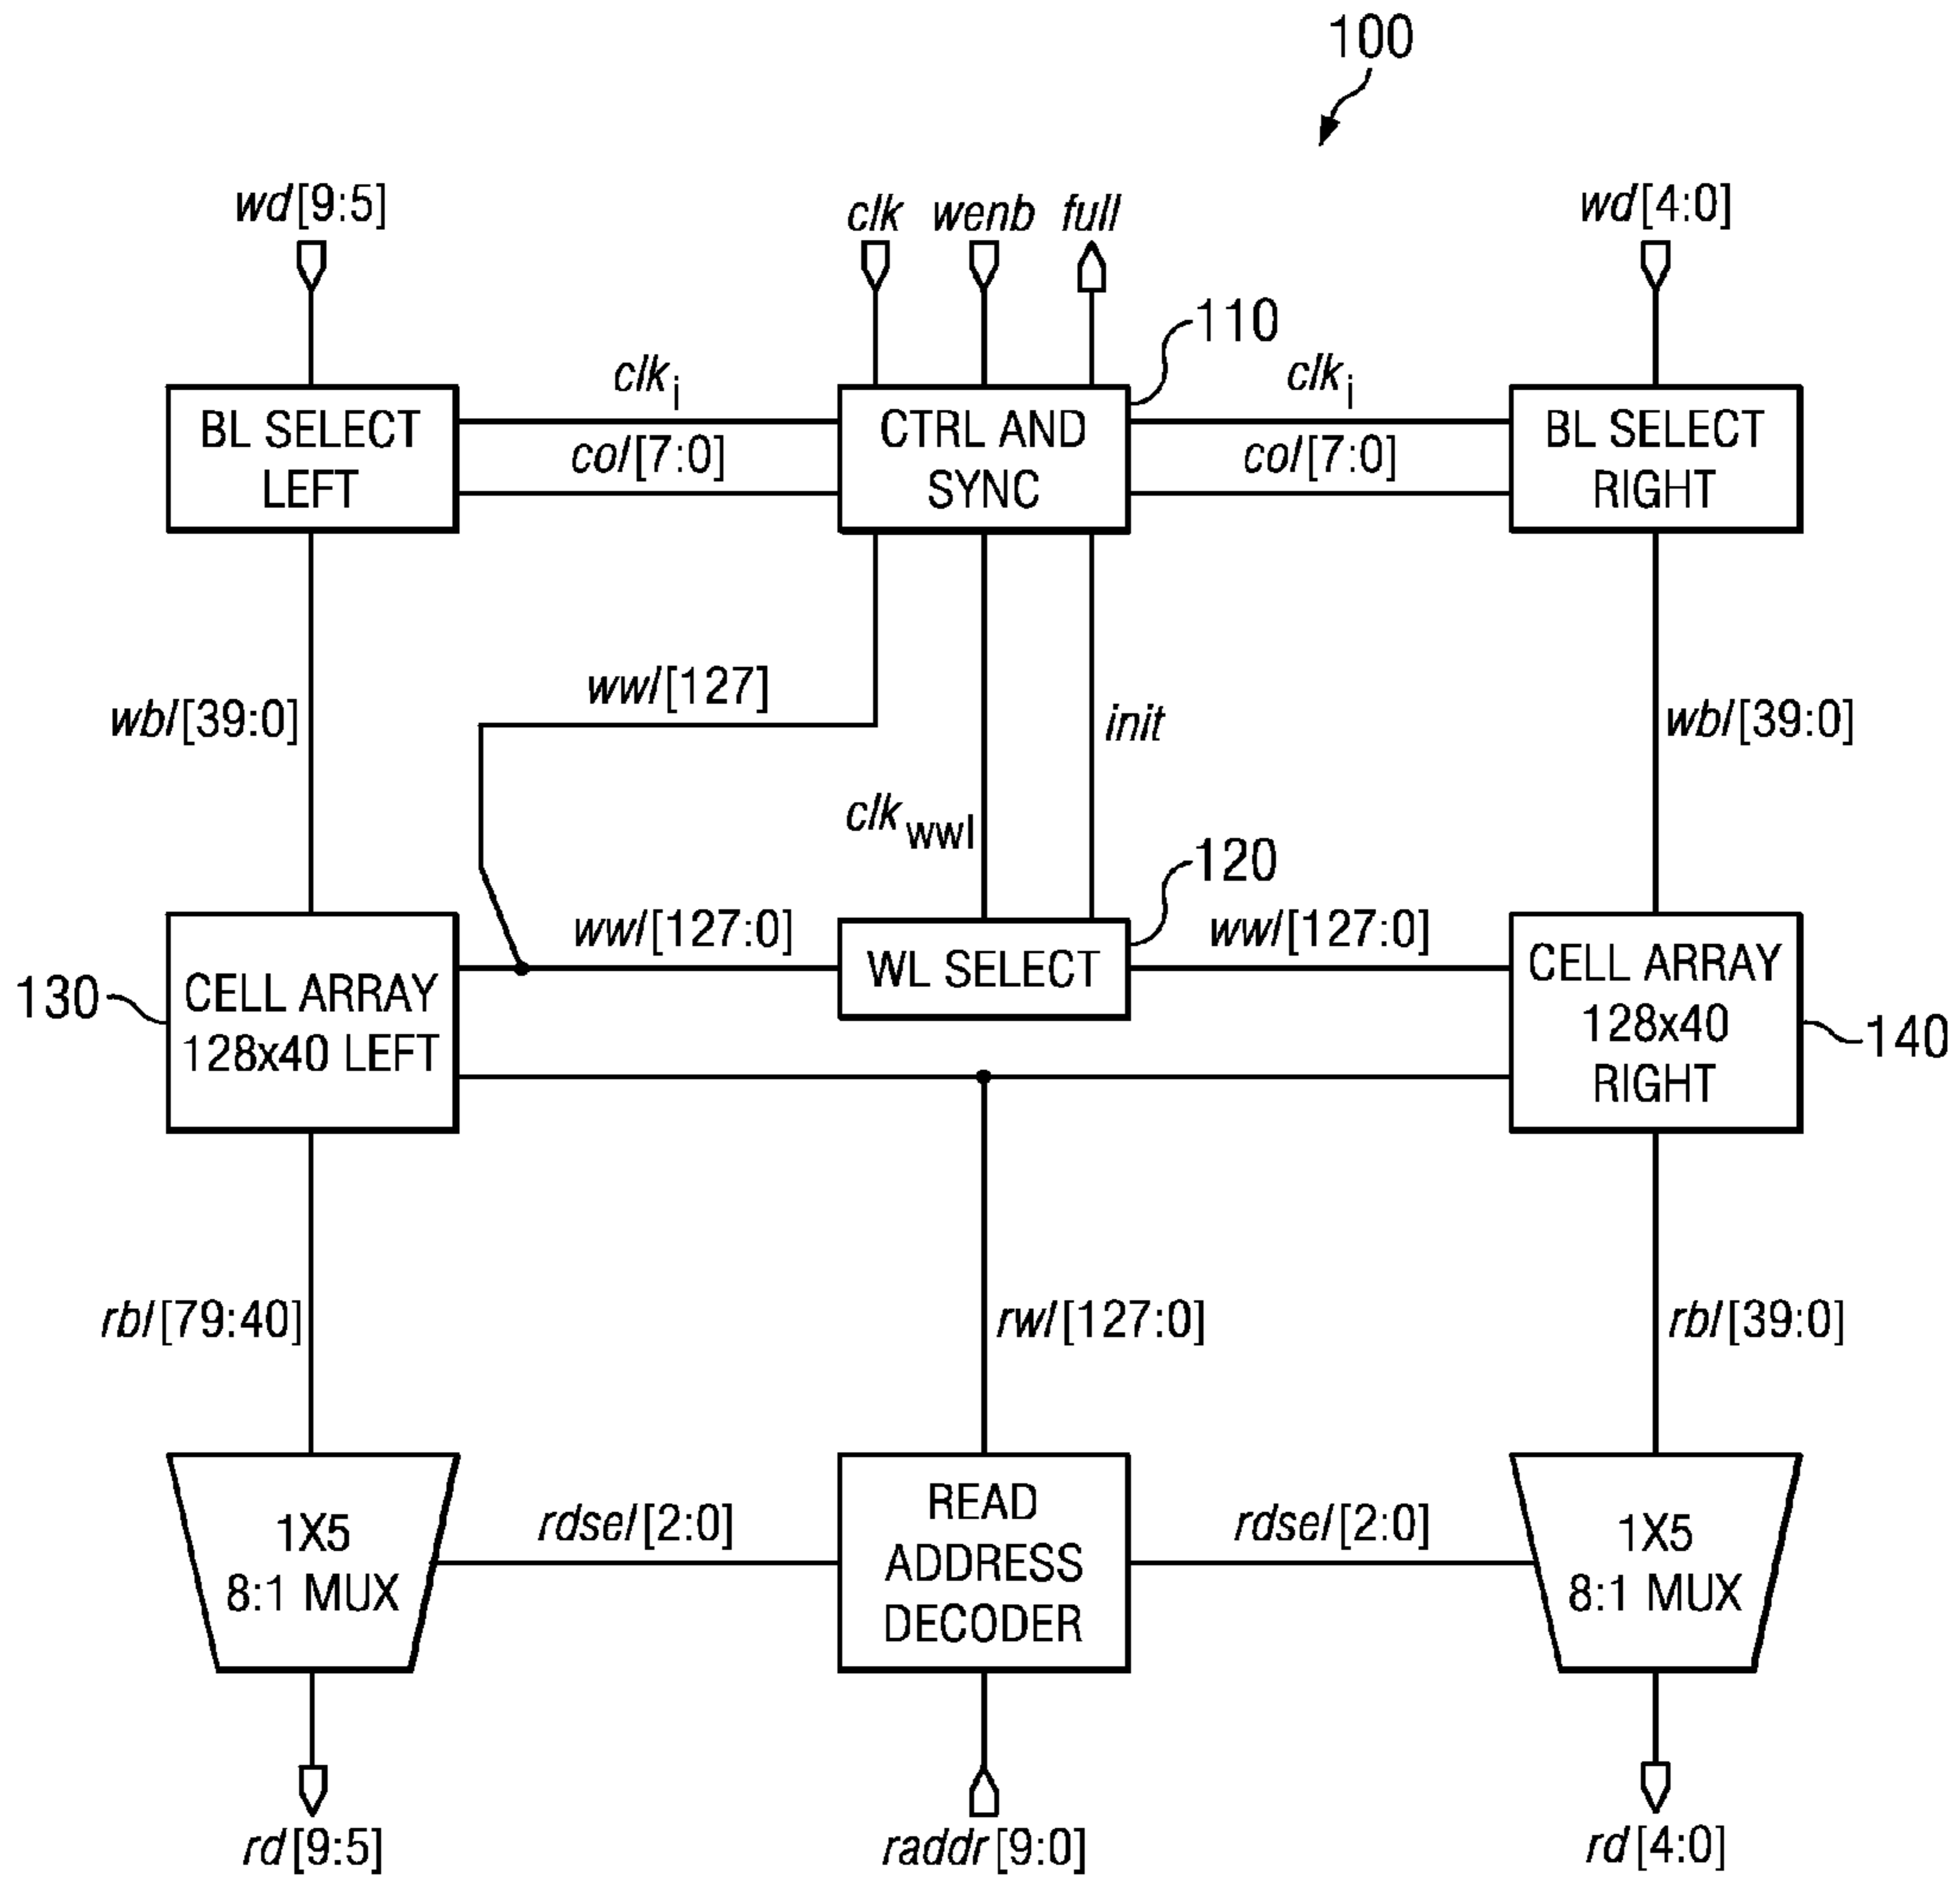 100
wd[9:5]
clk wenb full
wd[4:0]
110
clki
clki
BL SELECT
LEFT
col[7:0]
CTRL AND
SYNC
col[7:0]
BL SELECT
RIGHT
wwl[127]
wbl[39:0]
init
wbl[39:0]
clkwwl
120
wwl[127:0]
wwl[127:0]
WL SELECT
130
CELL ARRAY
128x40 LEFT
CELL ARRAY
128x40
RIGHT
140
rbl[79:40]
rwl[127:0]
rbl[39:0]
1X5
8:1 MUX
rdsel[2:0]
READ
ADDRESS
DECODER
rdsel[2:0]
1X5
8:1 MUX
rd[9:5]
raddr[9:0]
rd[4:0]